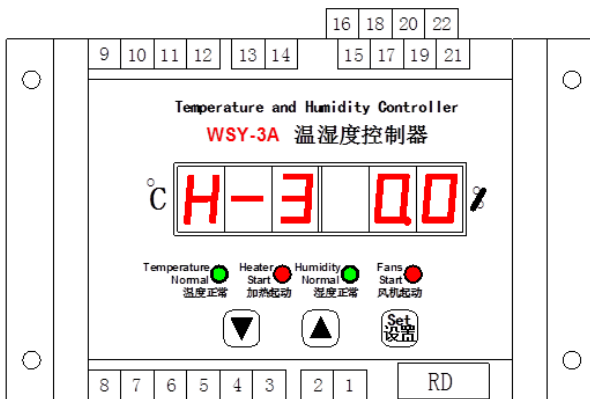 16 18 20 22
9 10 11 12 13 14 15 17 19 21
Temperature and Humidity Controller
WSY-3A 温湿度控制器
℃ H-3 0.0 %
Temperature Normal 温度正常
Heater Start 加热起动
Humidity Normal 湿度正常
Fans Start 风机起动
▼ ▲ Set 设置
8 7 6 5 4 3 2 1 RD